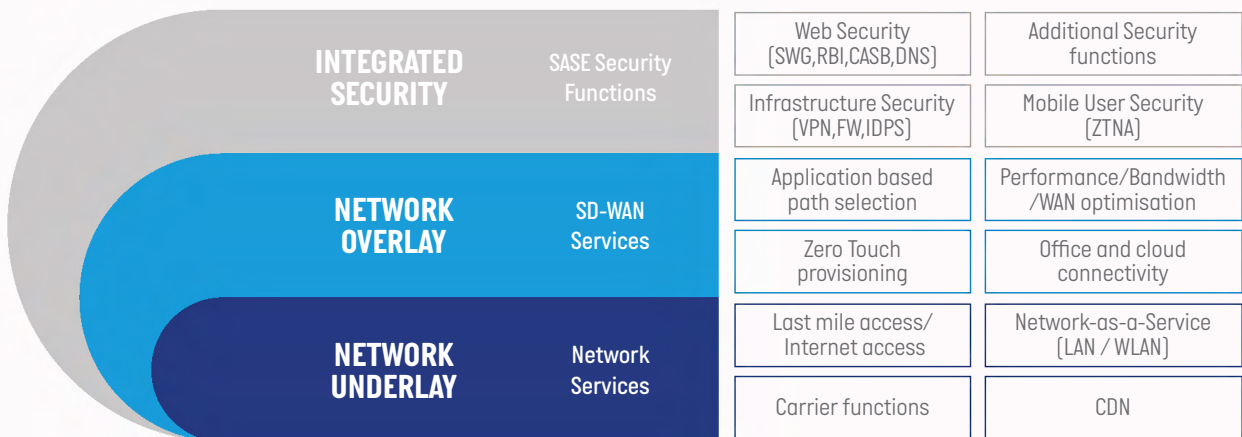 INTEGRATED
SECURITY
SASE Security
Functions
Web Security
[SWG,RBI,CASB,DNS]
Additional Security
functions
Infrastructure Security
[VPN,FW,IDPS]
Mobile User Security
[ZTNA]
NETWORK
OVERLAY
SD-WAN
Services
Application based
path selection
Performance/Bandwidth
/WAN optimisation
Zero Touch
provisioning
Office and cloud
connectivity
NETWORK
UNDERLAY
Network
Services
Last mile access/
Internet access
Network-as-a-Service
[LAN / WLAN]
Carrier functions
CDN